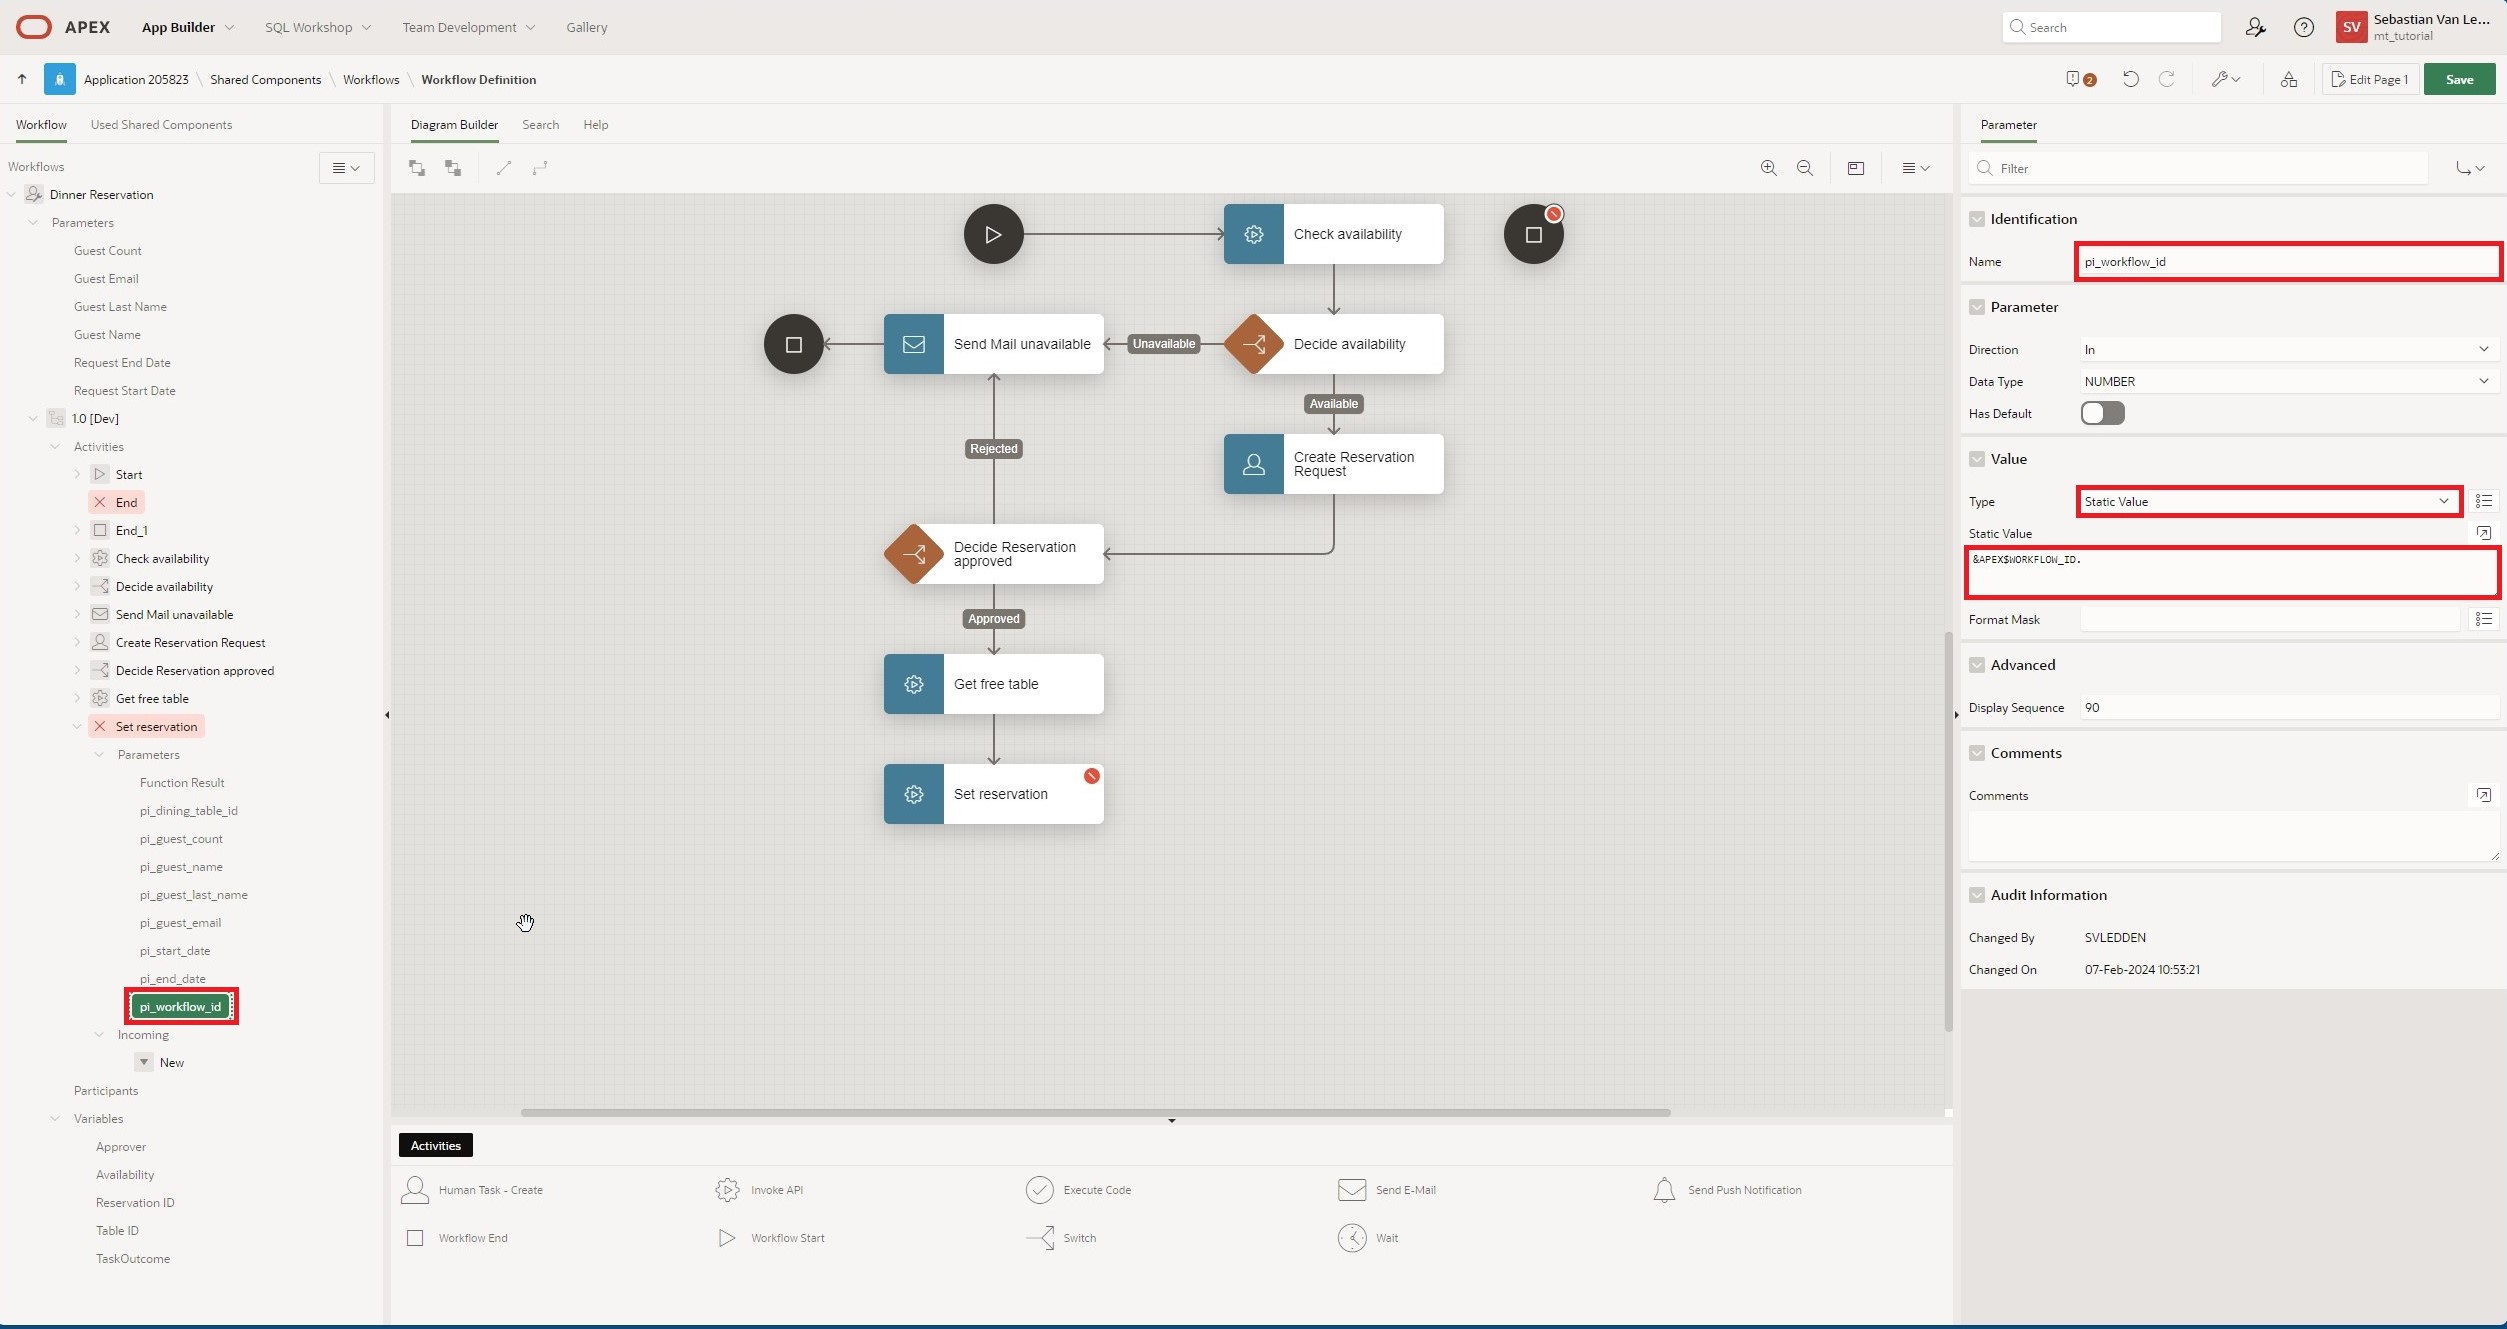 APEX
App Builder
SQL Workshop
Team Development
Gallery
Search
SV
Sebastian Van Le...
mt_tutorial
Application 205823
Shared Components
Workflows
Workflow Definition
2
Edit Page 1
Save
Workflow
Used Shared Components
Workflows
Dinner Reservation
Parameters
Guest Count
Guest Email
Guest Last Name
Guest Name
Request End Date
Request Start Date
1.0 [Dev]
Activities
Start
End
End_1
Check availability
Decide availability
Send Mail unavailable
Create Reservation Request
Decide Reservation approved
Get free table
Set reservation
Parameters
Function Result
pi_dining_table_id
pi_guest_count
pi_guest_name
pi_guest_last_name
pi_guest_email
pi_start_date
pi_end_date
pi_workflow_id
Incoming
New
Participants
Variables
Approver
Availability
Reservation ID
Table ID
TaskOutcome
Diagram Builder
Search
Help
Check availability
Send Mail unavailable
Unavailable
Decide availability
Available
Rejected
Create Reservation
Request
Decide Reservation
approved
Approved
Get free table
Set reservation
Activities
Human Task - Create
Invoke API
Execute Code
Send E-Mail
Send Push Notification
Workflow End
Workflow Start
Switch
Wait
Parameter
Filter
Identification
Name
pi_workflow_id
Parameter
Direction
In
Data Type
NUMBER
Has Default
Value
Type
Static Value
Static Value
&APEX$WORKFLOW_ID.
Format Mask
Advanced
Display Sequence
90
Comments
Comments
Audit Information
Changed By
SVLEDDEN
Changed On
07-Feb-2024 10:53:21